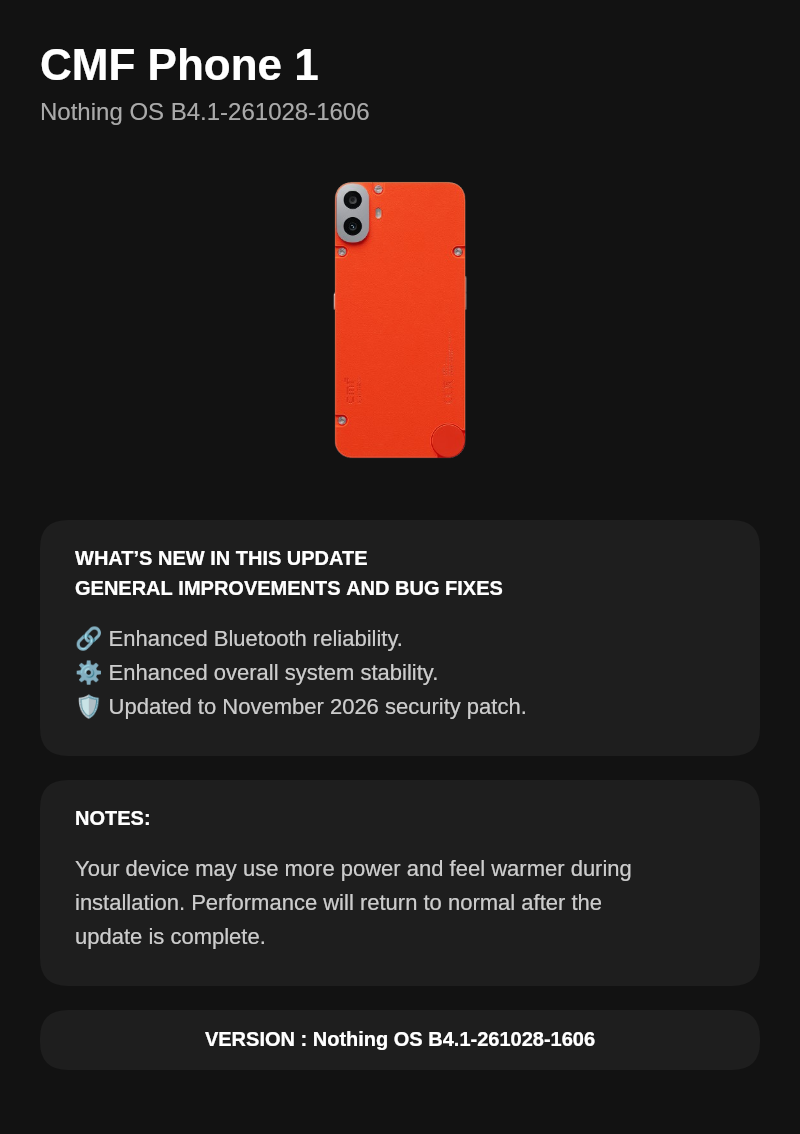 CMF Phone 1
Nothing OS B4.1-261028-1606
cmf
WHAT’S NEW IN THIS UPDATE
GENERAL IMPROVEMENTS AND BUG FIXES
🔗 Enhanced Bluetooth reliability.
⚙️ Enhanced overall system stability.
🛡️ Updated to November 2026 security patch.
NOTES:
Your device may use more power and feel warmer during
installation. Performance will return to normal after the
update is complete.
VERSION : Nothing OS B4.1-261028-1606